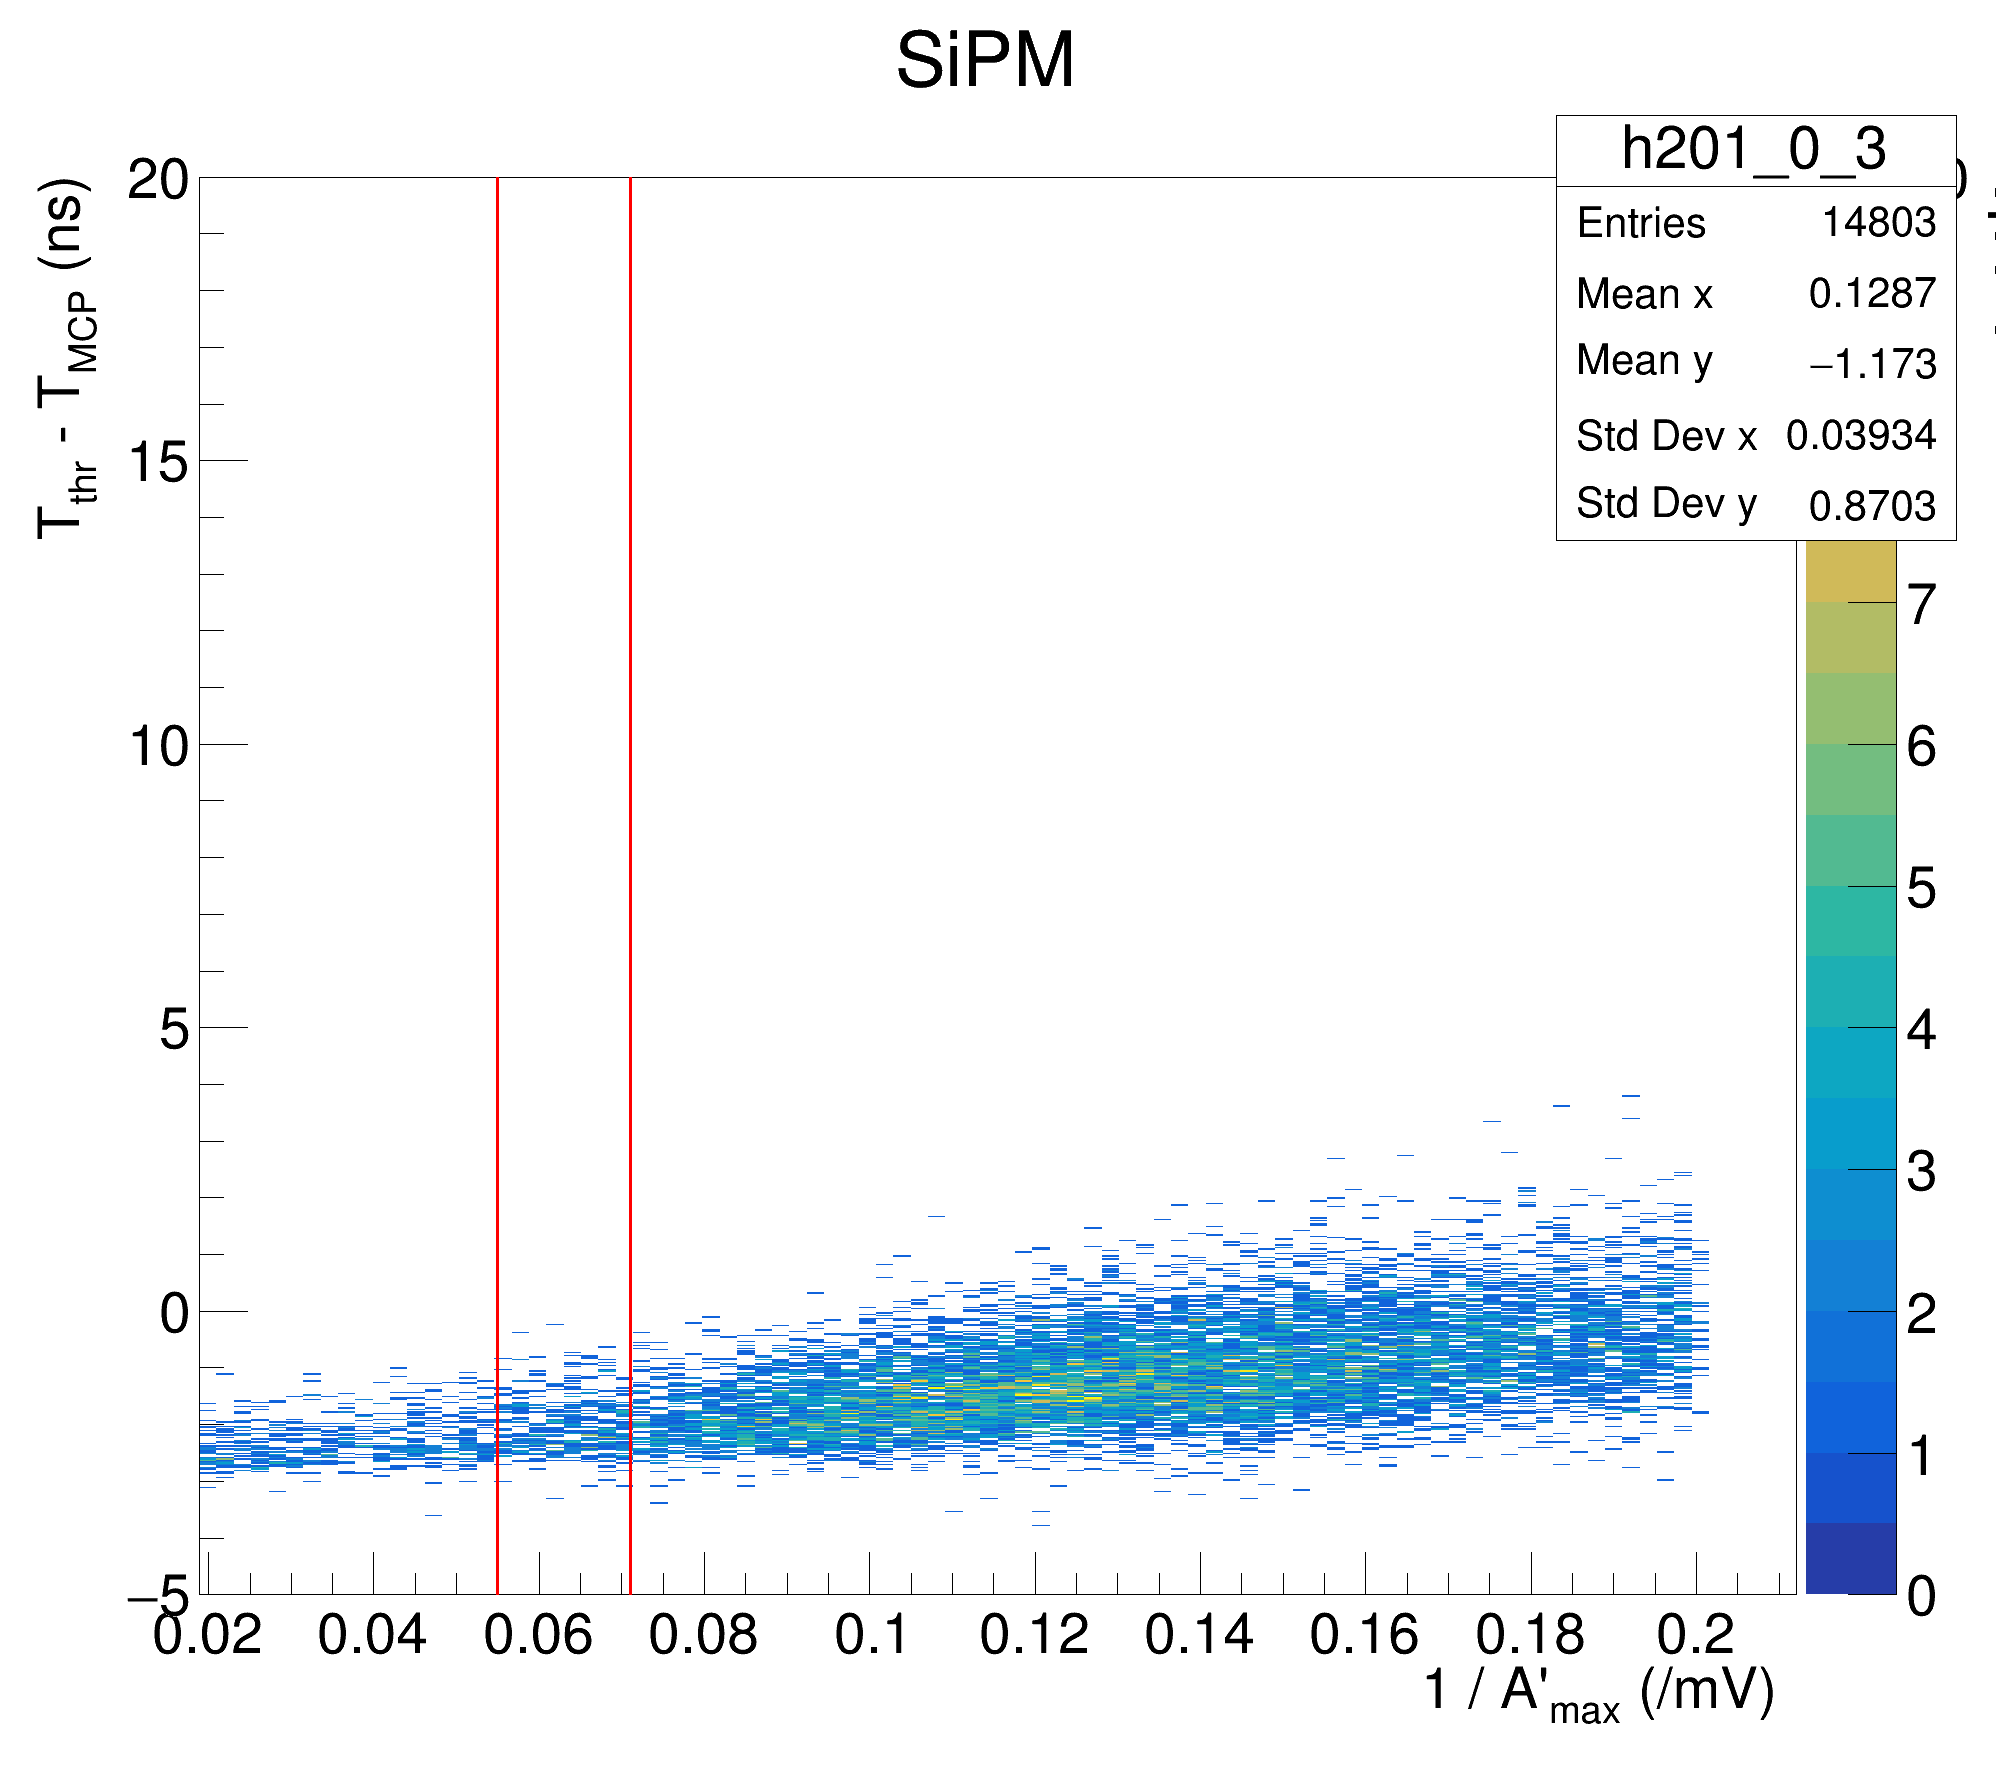 SiPM
h201_0_3
Entries 14803
Mean x 0.1287
Mean y −1.173
Std Dev x 0.03934
Std Dev y 0.8703
T_thr - T_MCP (ns)
20
15
10
5
0
−5
0.02 0.04 0.06 0.08 0.1 0.12 0.14 0.16 0.18 0.2
1 / A'_max (/mV)
7
6
5
4
3
2
1
0